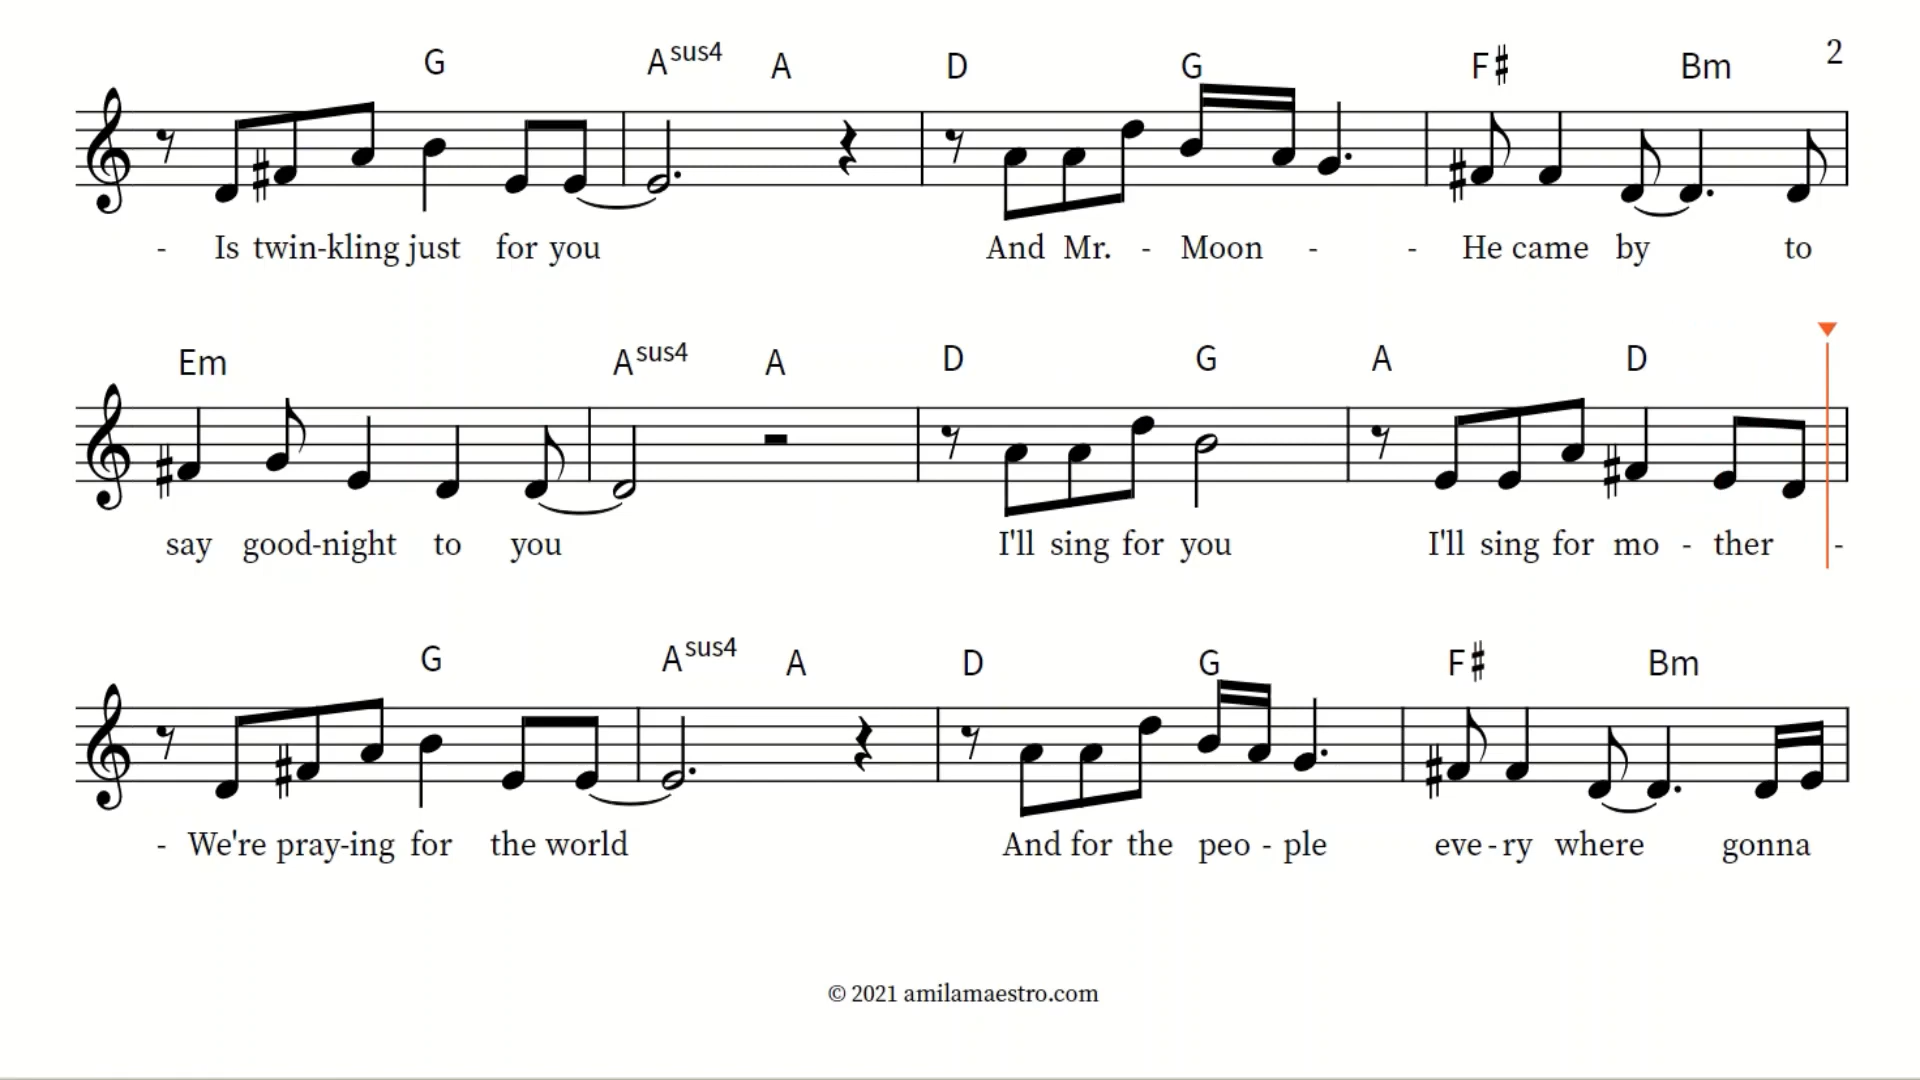 G Asus4 A D G F♯ Bm 2
- Is twin-kling just for you And Mr. - Moon - - He came by to
Em Asus4 A D G A D
say good-night to you I'll sing for you I'll sing for mo - ther -
G Asus4 A D G F♯ Bm
- We're pray-ing for the world And for the peo - ple eve-ry where gonna
© 2021 amilamaestro.com